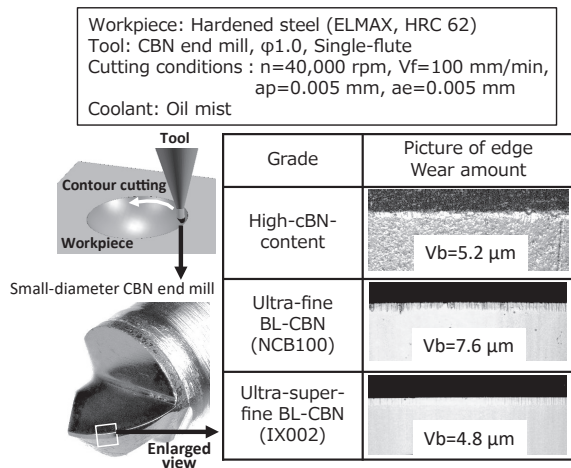 Workpiece: Hardened steel (ELMAX, HRC 62)
Tool: CBN end mill, φ1.0, Single-flute
Cutting conditions : n=40,000 rpm, Vf=100 mm/min,
ap=0.005 mm, ae=0.005 mm
Coolant: Oil mist
Tool
Contour cutting
Workpiece
Small-diameter CBN end mill
Enlarged
view
Grade
Picture of edge
Wear amount
High-cBN-
content
Vb=5.2 μm
Ultra-fine
BL-CBN
(NCB100)
Vb=7.6 μm
Ultra-super-
fine BL-CBN
(IX002)
Vb=4.8 μm